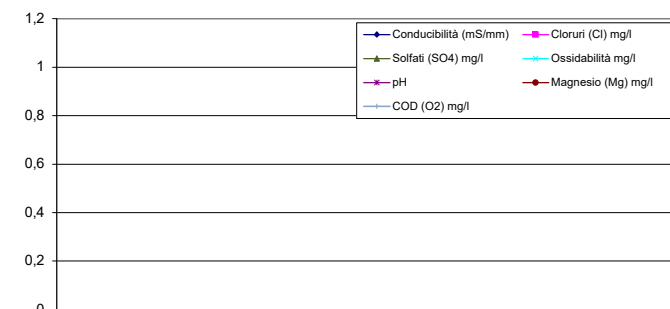 1,2
Conducibilità (mS/mm) Cloruri (Cl) mg/l
Solfati (SO4) mg/l Ossidabilità mg/l
1
pH Magnesio (Mg) mg/l
COD (O2) mg/l
0,8
0,6
0,4
0,2
0